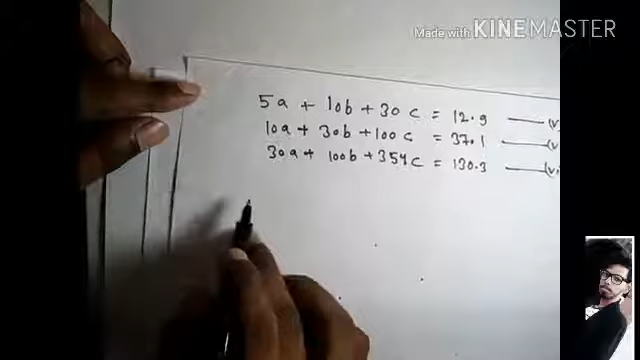 Made with KINEMASTER
5a + 10b + 30c = 12.9 —(v
10a + 30b + 100c = 37.1 —(v
30a + 100b + 354c = 130.3 —(v